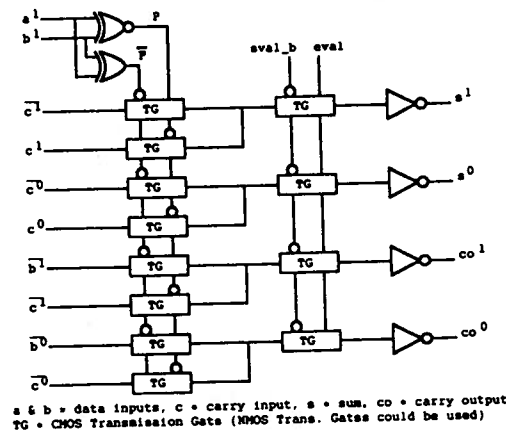 a¹ P
b¹
P̅ sval_b eval
c̅¹ TG TG s¹
c¹ TG
c̅⁰ TG TG s⁰
c⁰ TG
b̅¹ TG TG co¹
c̅¹ TG
b̅⁰ TG TG co⁰
c̅⁰ TG
a & b = data inputs, c = carry input, s = sum, co = carry output
TG = CMOS Transmission Gate (NMOS Trans. Gates could be used)